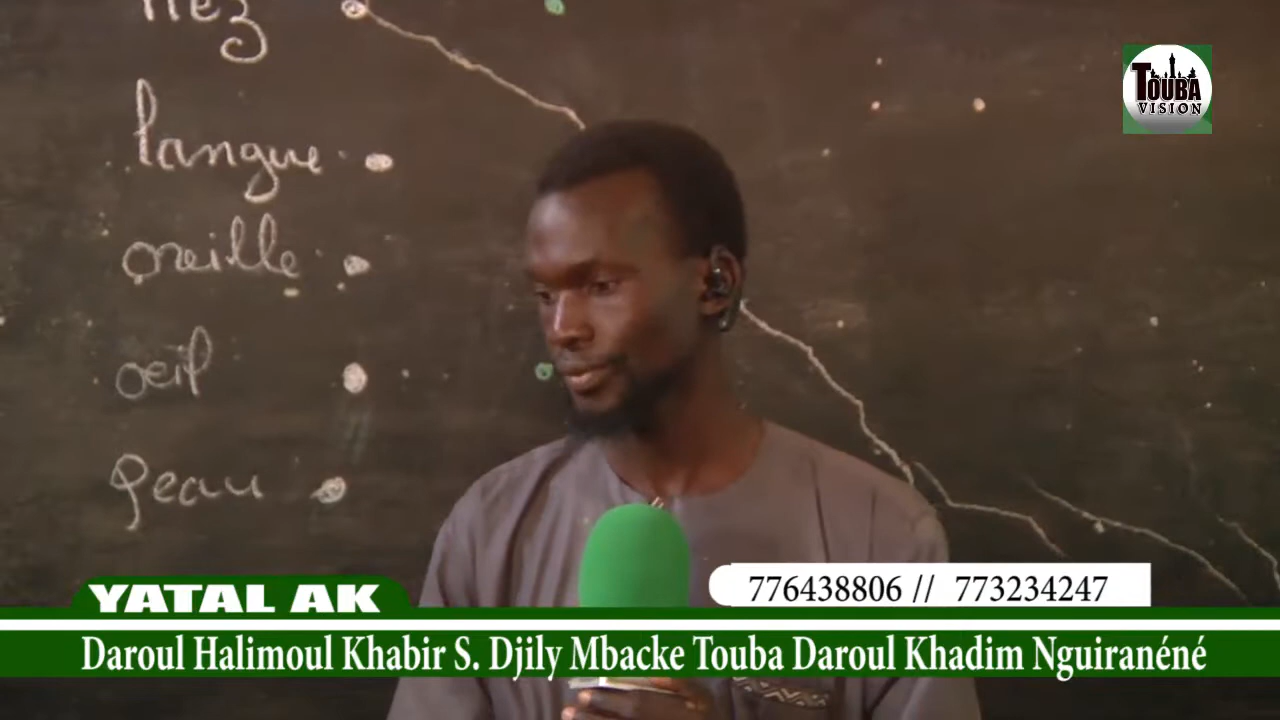 nez
langue
oreille
oeil
peau
TOUBA
VISION
YATAL AK
776438806 // 773234247
Daroul Halimoul Khabir S. Djily Mbacke Touba Daroul Khadim Nguiranéné